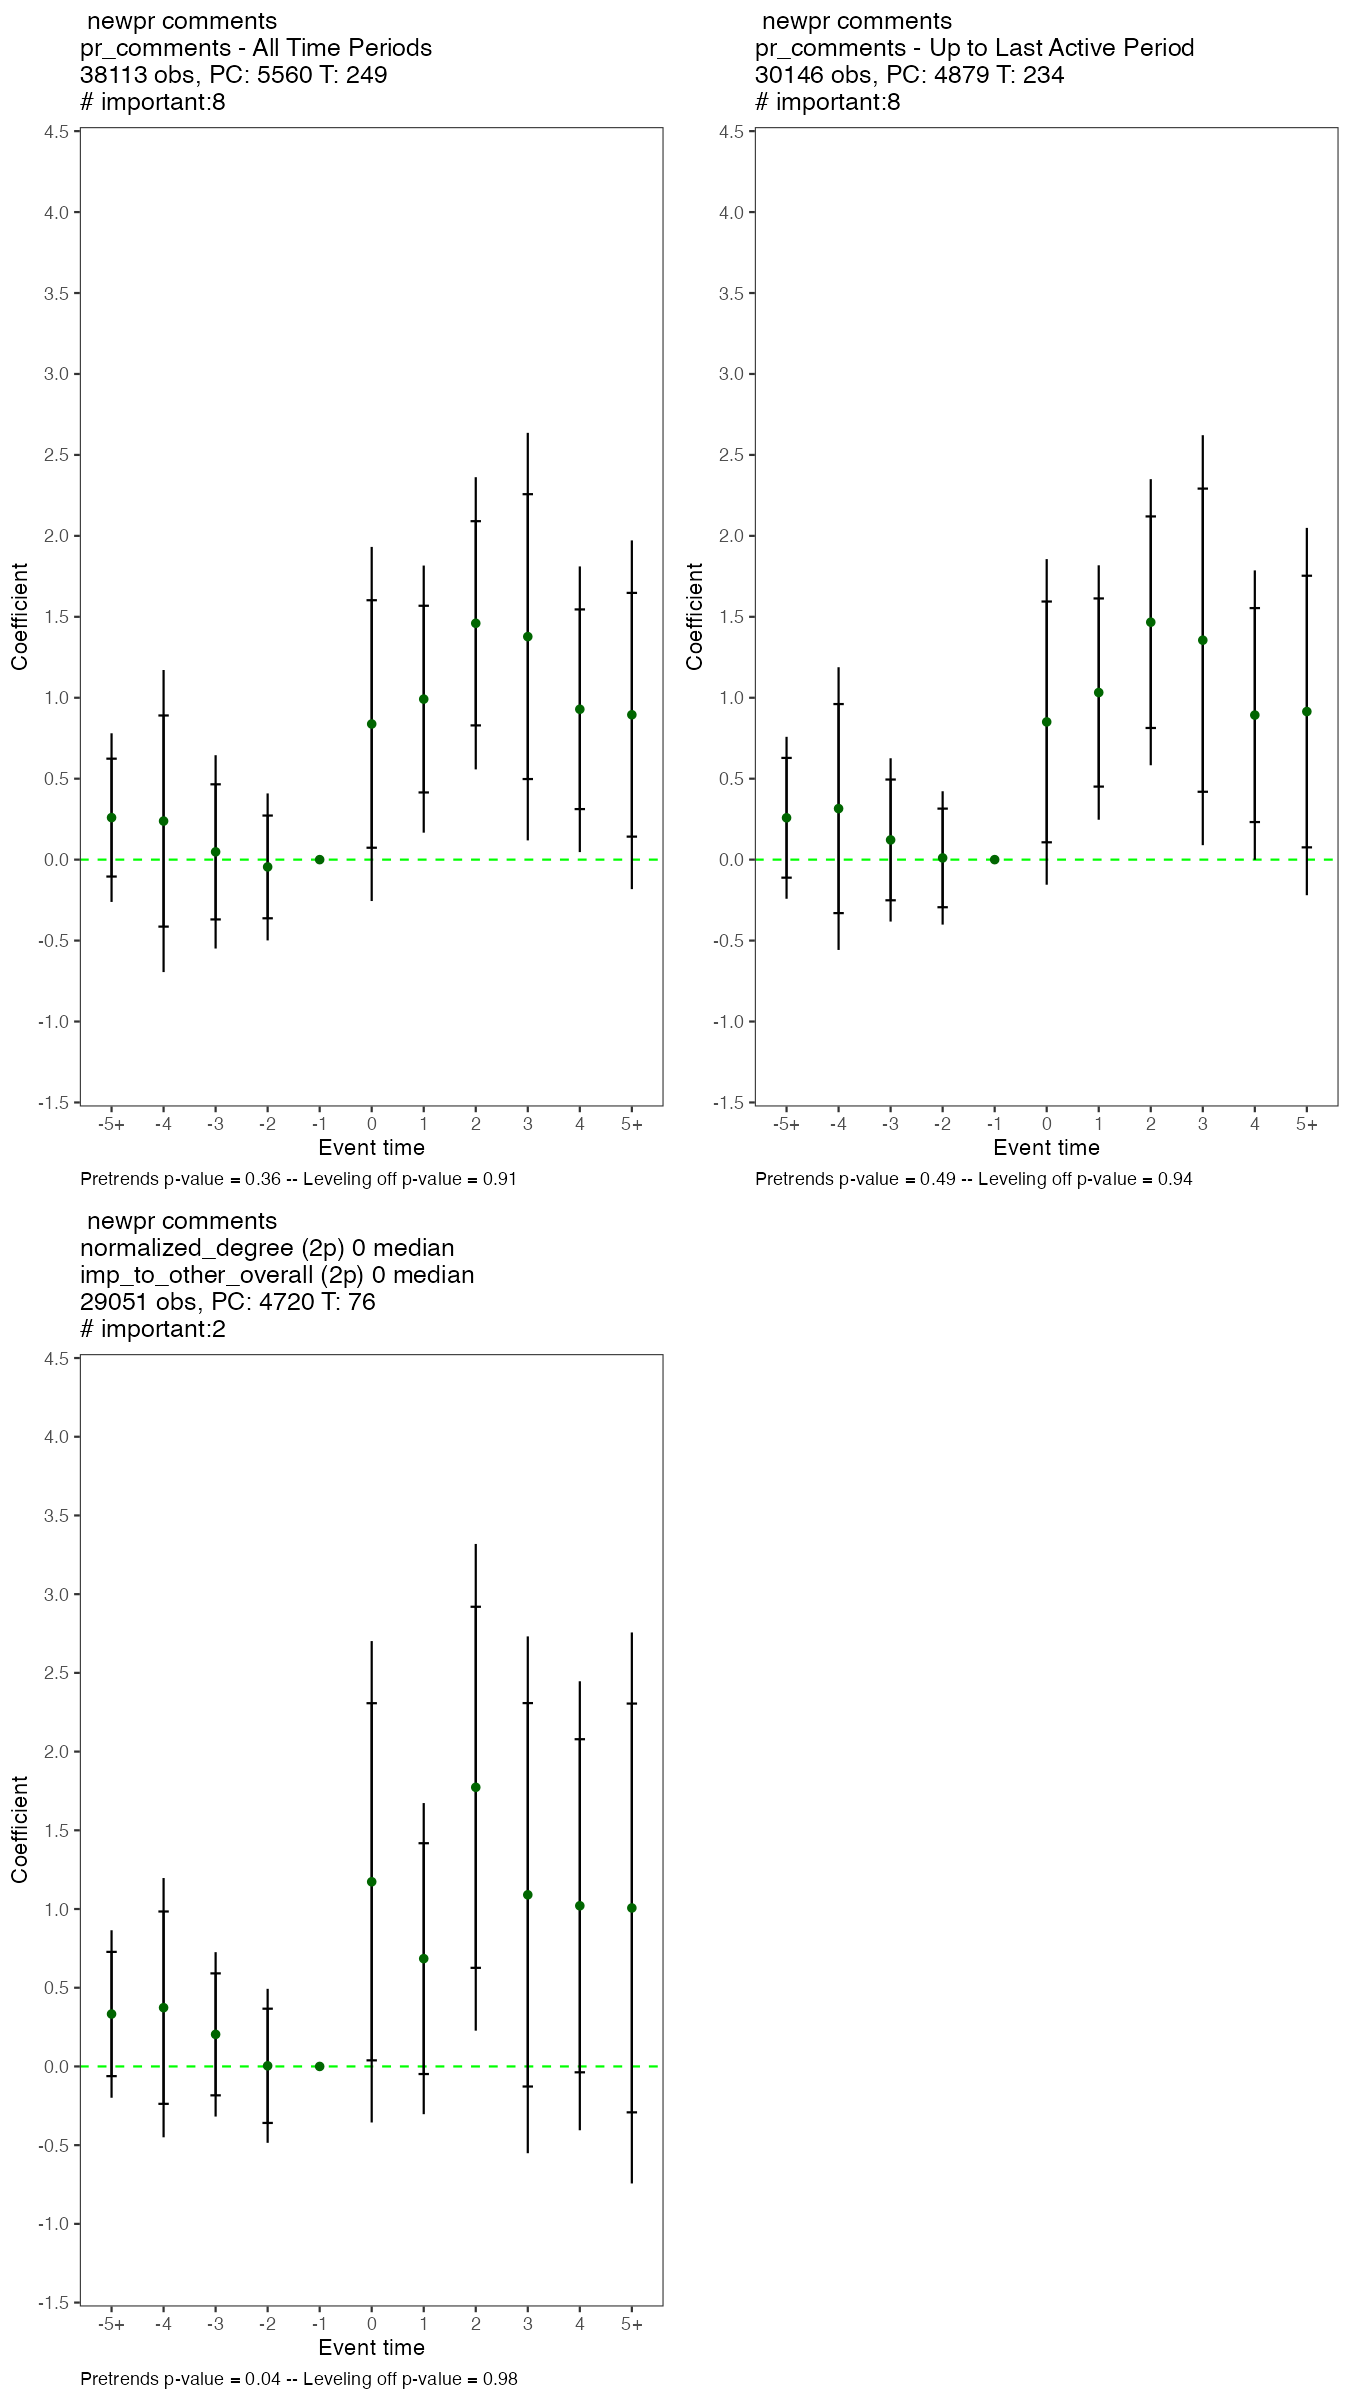 newpr comments
pr_comments - All Time Periods
38113 obs, PC: 5560 T: 249
# important:8
4.5
4.0
3.5
3.0
2.5
2.0
1.5
1.0
0.5
0.0
-0.5
-1.0
-1.5
Coefficient
-5+ -4 -3 -2 -1 0 1 2 3 4 5+
Event time
Pretrends p-value = 0.36 -- Leveling off p-value = 0.91
newpr comments
pr_comments - Up to Last Active Period
30146 obs, PC: 4879 T: 234
# important:8
4.5
4.0
3.5
3.0
2.5
2.0
1.5
1.0
0.5
0.0
-0.5
-1.0
-1.5
Coefficient
-5+ -4 -3 -2 -1 0 1 2 3 4 5+
Event time
Pretrends p-value = 0.49 -- Leveling off p-value = 0.94
newpr comments
normalized_degree (2p) 0 median
imp_to_other_overall (2p) 0 median
29051 obs, PC: 4720 T: 76
# important:2
4.5
4.0
3.5
3.0
2.5
2.0
1.5
1.0
0.5
0.0
-0.5
-1.0
-1.5
Coefficient
-5+ -4 -3 -2 -1 0 1 2 3 4 5+
Event time
Pretrends p-value = 0.04 -- Leveling off p-value = 0.98